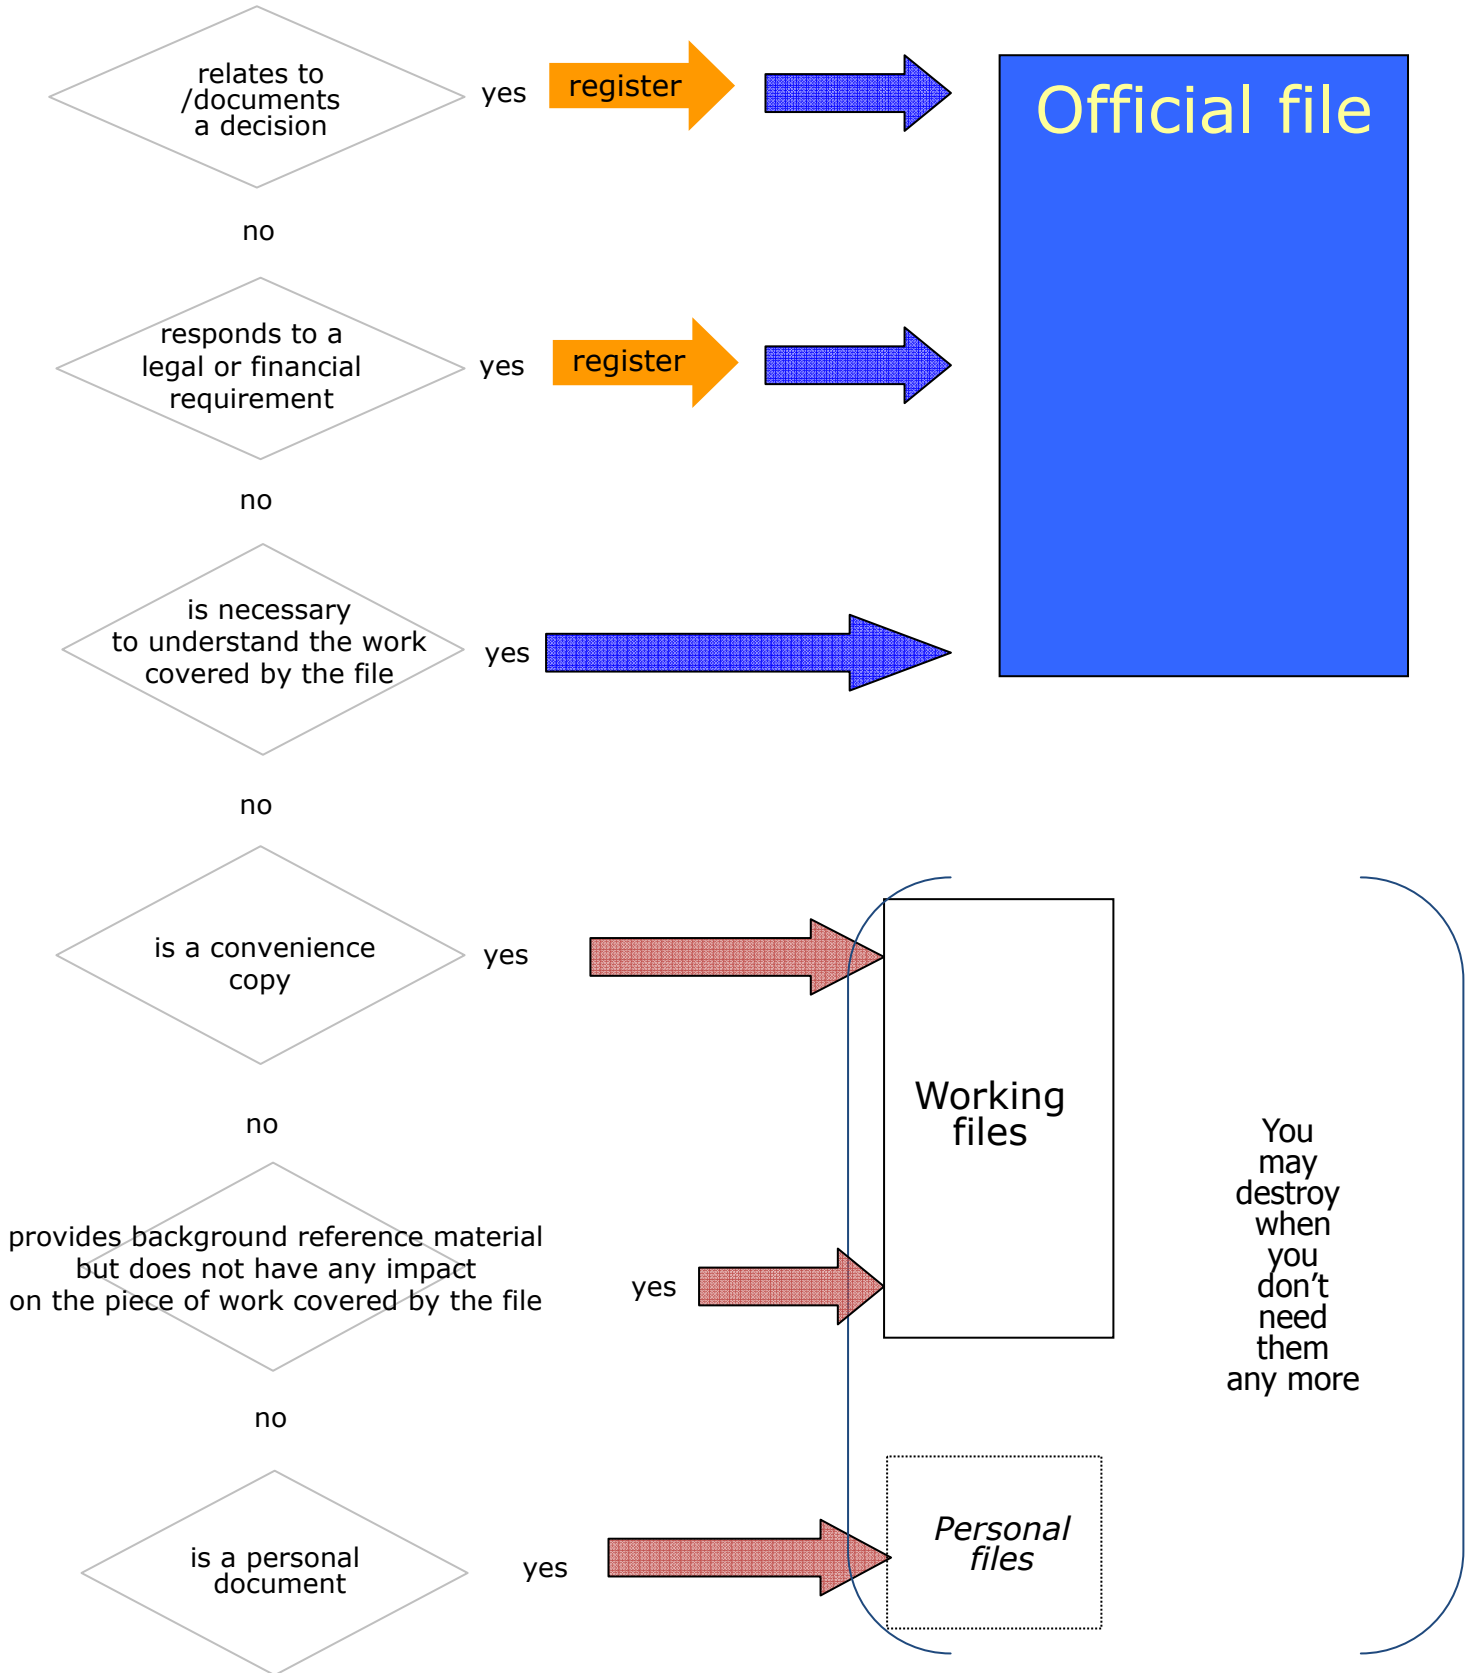 relates to
/documents
a decision
yes
register
Official file
no
responds to a
legal or financial
requirement
yes
register
no
is necessary
to understand the work
covered by the file
yes
no
is a convenience
copy
yes
Working
files
no
You
may
destroy
when
you
don’t
need
them
any more
provides background reference material
but does not have any impact
on the piece of work covered by the file
yes
no
is a personal
document
yes
Personal
files